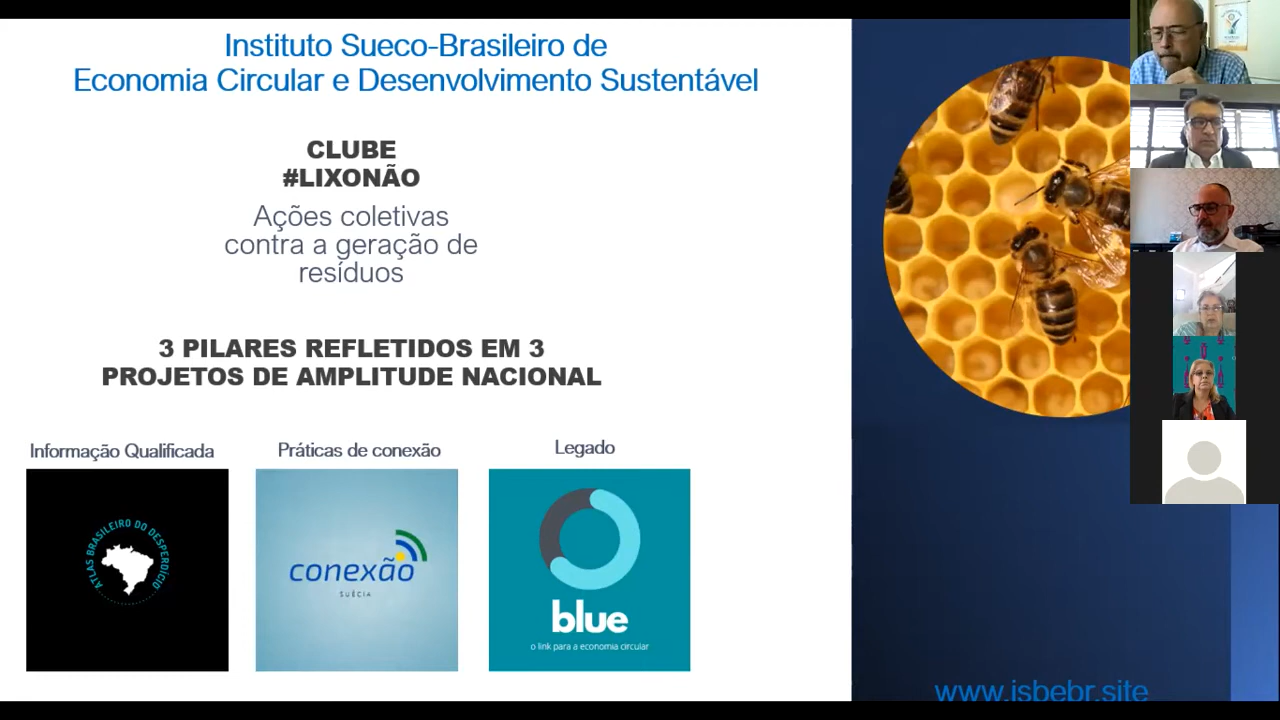 Instituto Sueco-Brasileiro de
Economia Circular e Desenvolvimento Sustentável
CLUBE
#LIXONÃO
Ações coletivas
contra a geração de
resíduos
3 PILARES REFLETIDOS EM 3
PROJETOS DE AMPLITUDE NACIONAL
Informação Qualificada
Práticas de conexão
Legado
ATLAS BRASILEIRO DO DESPERDÍCIO
conexão
SUÉCIA
blue
o link para a economia circular
www.isbebr.site